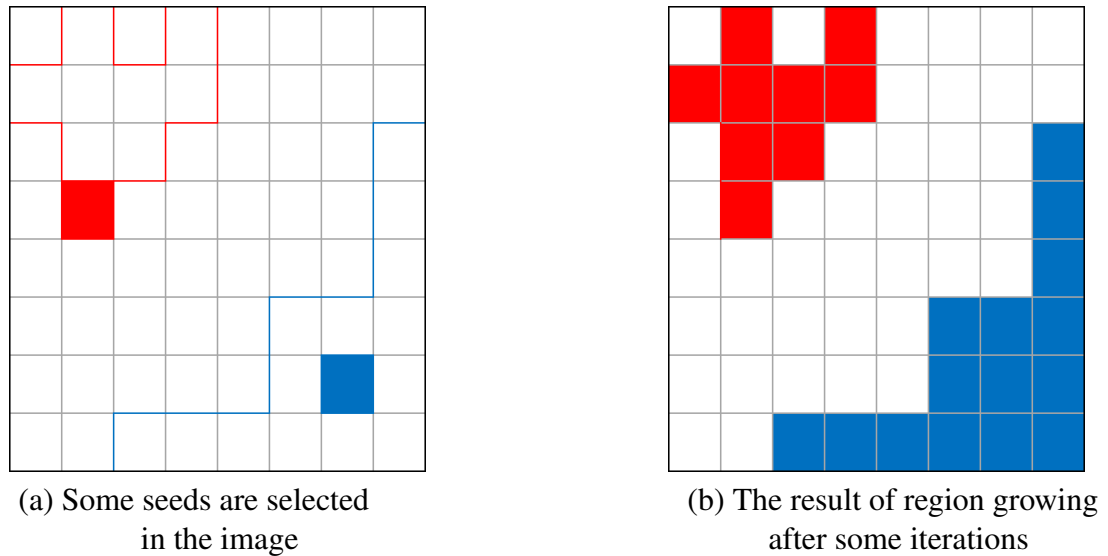 (a) Some seeds are selected
in the image
(b) The result of region growing
after some iterations